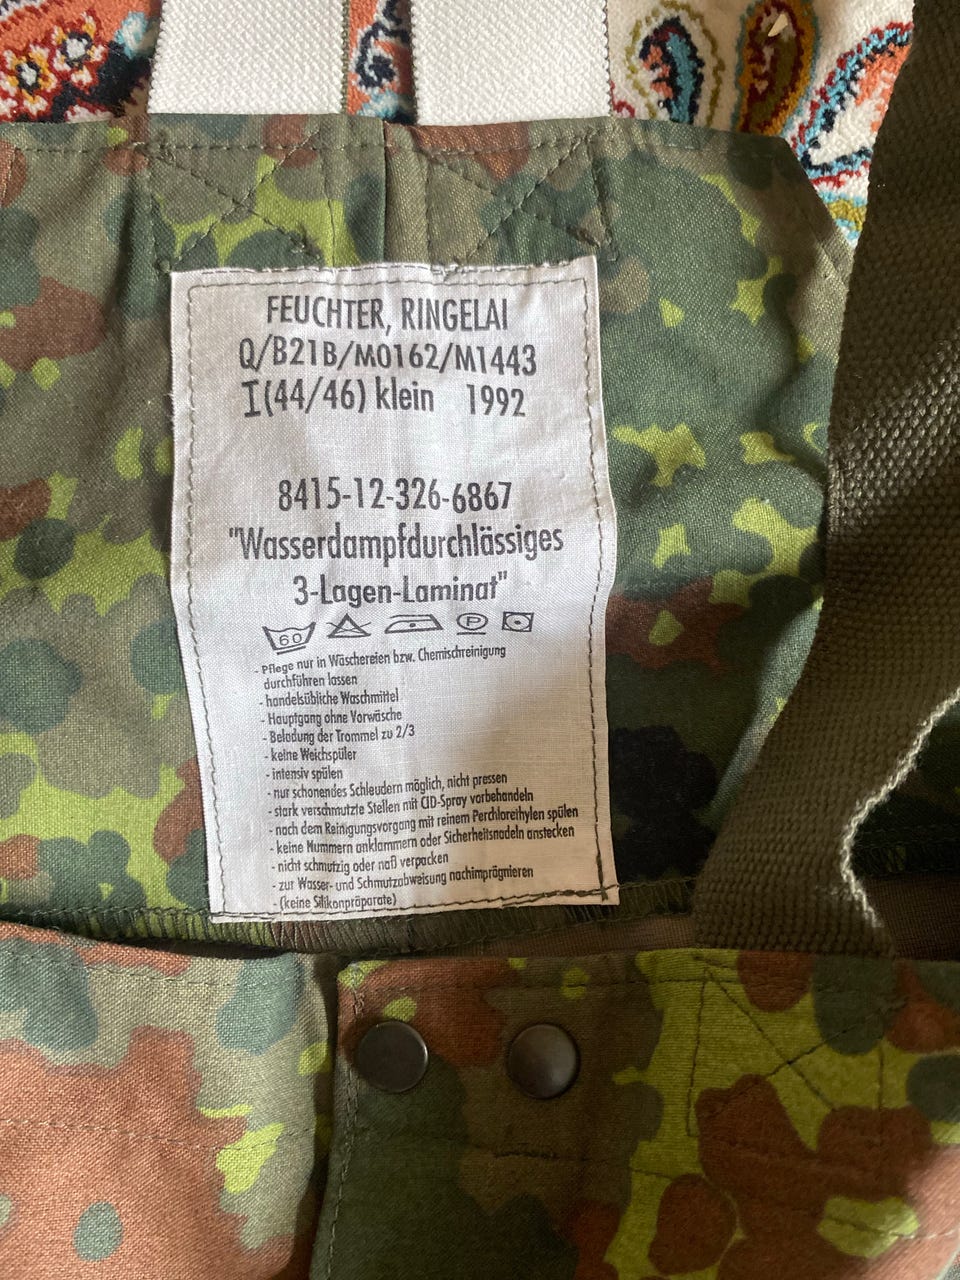 FEUCHTER, RINGELAI
Q/B21B/M0162/M1443
I(44/46) klein 1992
8415-12-326-6867
"Wasserdampfdurchlässiges
3-Lagen-Laminat"
60 P
- Pflege nur in Wäschereien bzw. Chemischreinigung
durchführen lassen
- handelsübliche Waschmittel
- Hauptgang ohne Vorwäsche
- Beladung der Trommel zu 2/3
- keine Weichspüler
- intensiv spülen
- nur schonendes Schleudern möglich, nicht pressen
- stark verschmutzte Stellen mit CID-Spray vorbehandeln
- nach dem Reinigungsvorgang mit reinem Perchloreihylen spülen
- keine Nummern anklammern oder Sicherheitsnadeln anstecken
- nicht schmutzig oder naß verpacken
- zur Wasser- und Schmutzabweisung nachimprägnieren
- (keine Silikonpräparate)